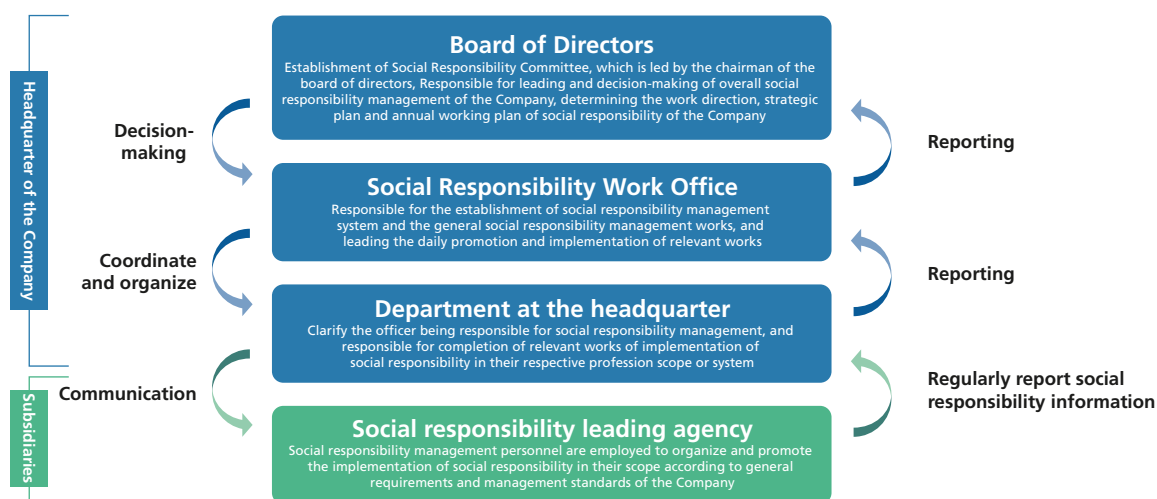 Headquarter of the Company
Board of Directors
Establishment of Social Responsibility Committee, which is led by the chairman of the
board of directors, Responsible for leading and decision-making of overall social
responsibility management of the Company, determining the work direction, strategic
plan and annual working plan of social responsibility of the Company
Decision-
making
Reporting
Social Responsibility Work Office
Responsible for the establishment of social responsibility management
system and the general social responsibility management works, and
leading the daily promotion and implementation of relevant works
Coordinate
and organize
Reporting
Department at the headquarter
Clarify the officer being responsible for social responsibility management, and
responsible for completion of relevant works of implementation of
social responsibility in their respective profession scope or system
Communication
Regularly report social
responsibility information
Subsidiaries
Social responsibility leading agency
Social responsibility management personnel are employed to organize and promote
the implementation of social responsibility in their scope according to general
requirements and management standards of the Company